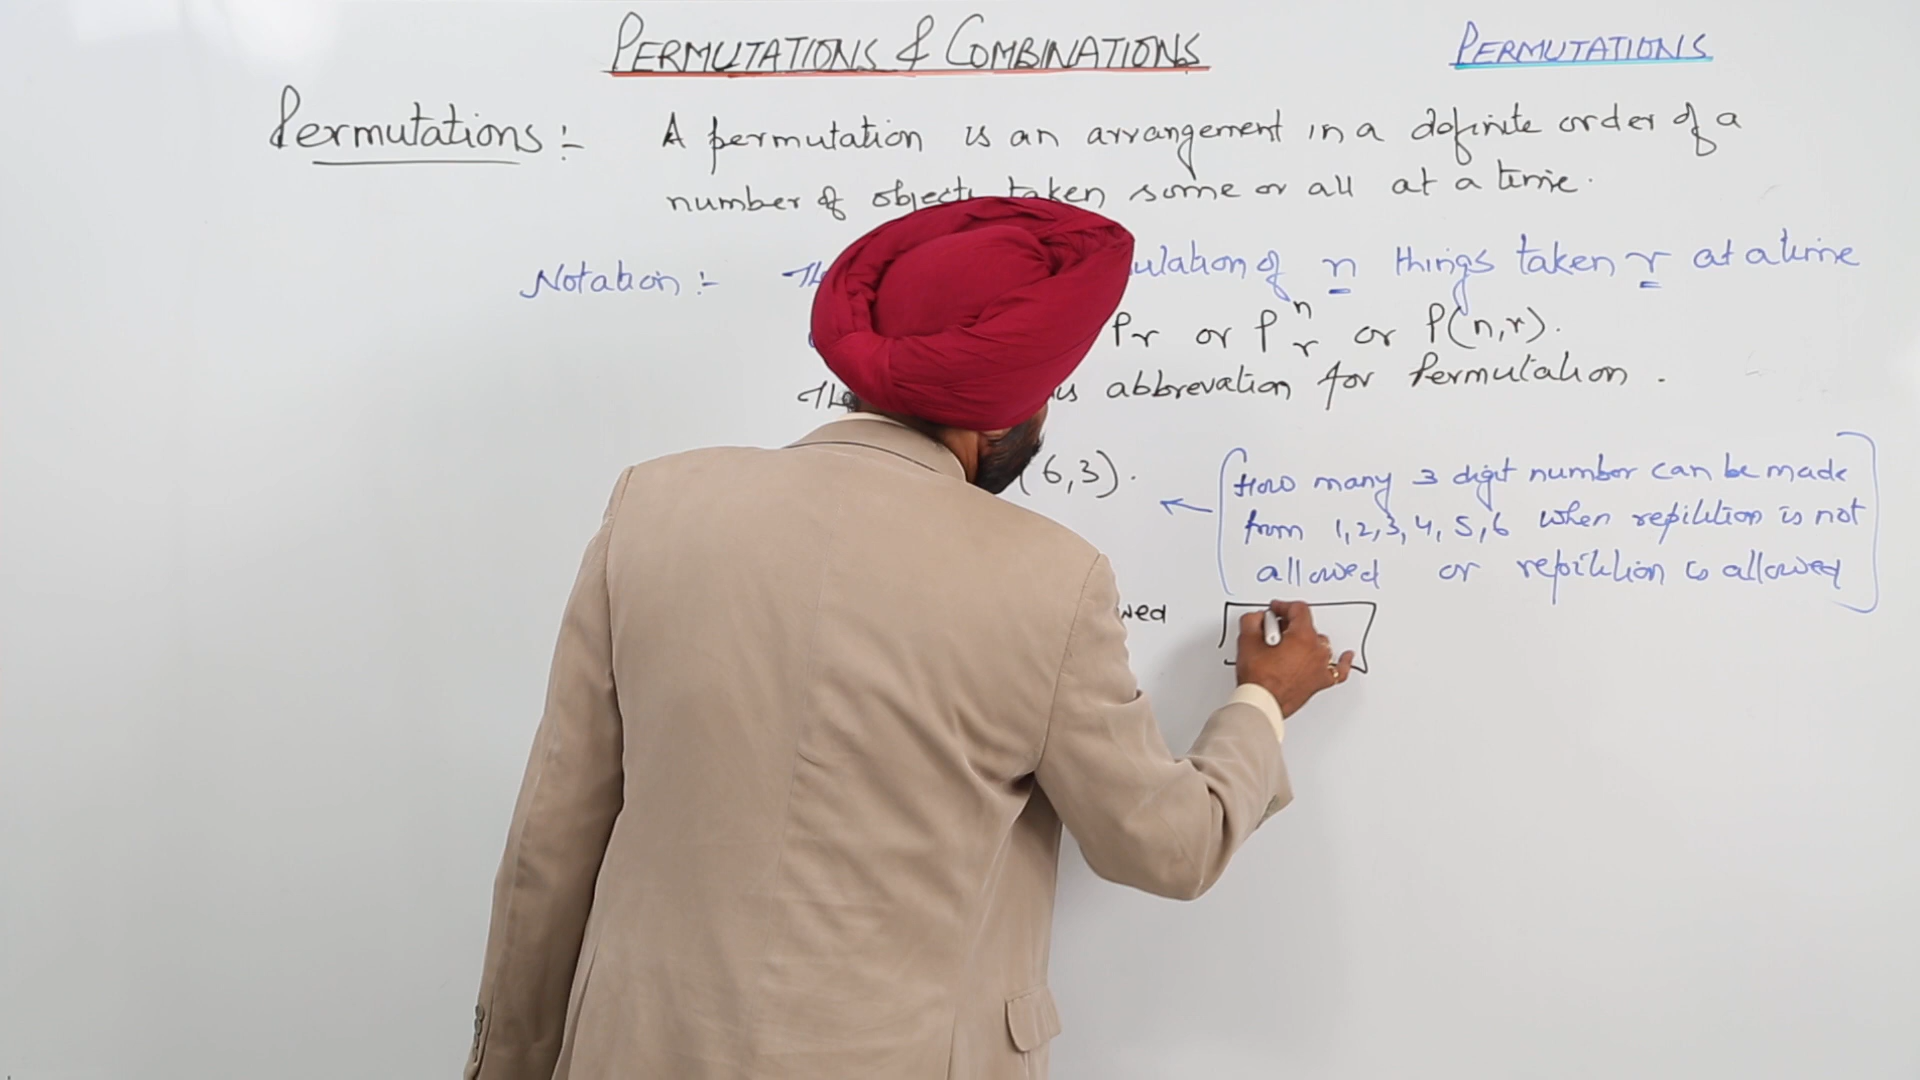 PERMUTATIONS & COMBINATIONS
PERMUTATIONS
Permutations :- A permutation is an arrangement in a definite order of a
number of objects taken some or all at a time.
Notation :- of n things taken r at a time
Pr or P^n_r or P(n,r).
is abbrevation for Permutation.
(6,3).
How many 3 digit number can be made
from 1,2,3,4,5,6 when repitition is not
allowed or repitition is allowed